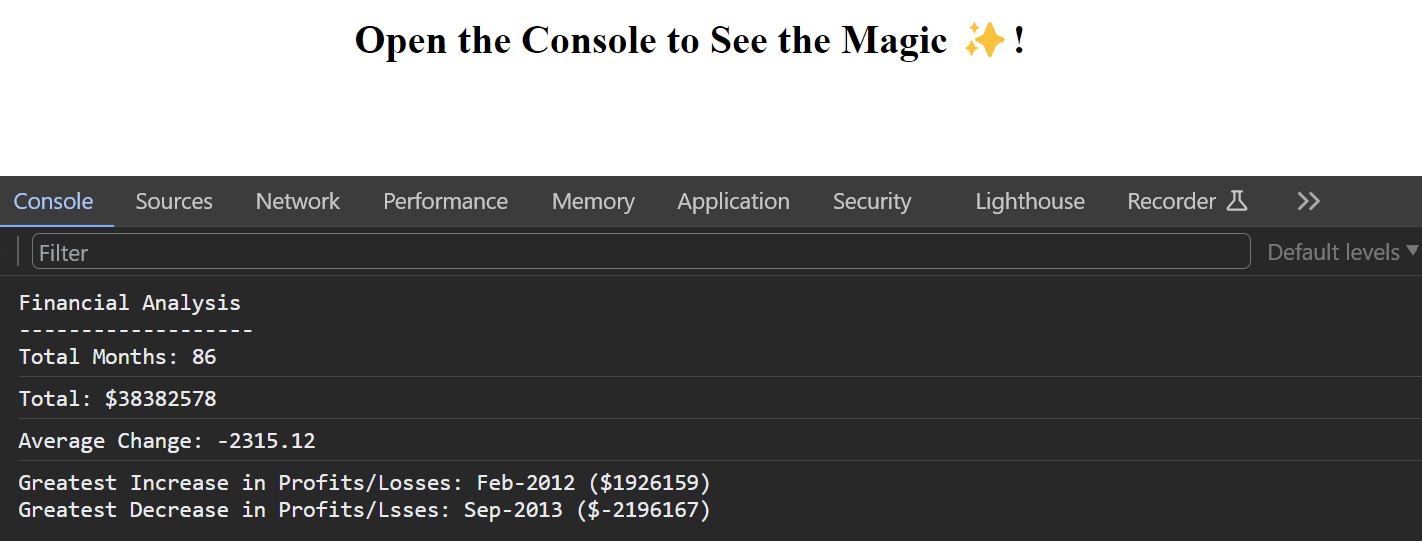 Open the Console to See the Magic ✨!
Console Sources Network Performance Memory Application Security Lighthouse Recorder
Filter Default levels
Financial Analysis
-------------------
Total Months: 86
Total: $38382578
Average Change: -2315.12
Greatest Increase in Profits/Losses: Feb-2012 ($1926159)
Greatest Decrease in Profits/Lsses: Sep-2013 ($-2196167)